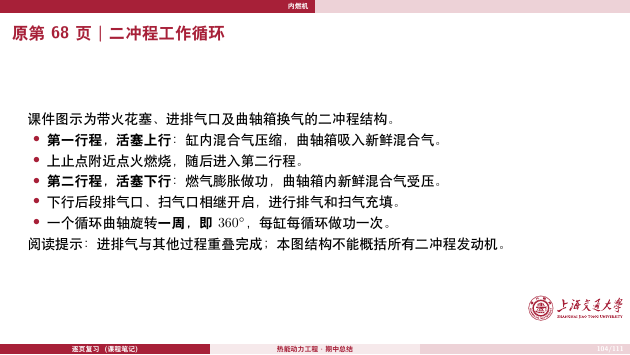 内燃机
原第 68 页 | 二冲程工作循环
课件图示为带火花塞、进排气口及曲轴箱换气的二冲程结构。
• 第一行程，活塞上行：缸内混合气压缩，曲轴箱吸入新鲜混合气。
• 上止点附近点火燃烧，随后进入第二行程。
• 第二行程，活塞下行：燃气膨胀做功，曲轴箱内新鲜混合气受压。
• 下行后段排气口、扫气口相继开启，进行排气和扫气充填。
• 一个循环曲轴旋转一周，即 360°，每缸每循环做功一次。
阅读提示：进排气与其他过程重叠完成；本图结构不能概括所有二冲程发动机。
上海交通大学
SHANGHAI JIAO TONG UNIVERSITY
逐页复习（课程笔记）
热能动力工程 · 期中总结
104/111